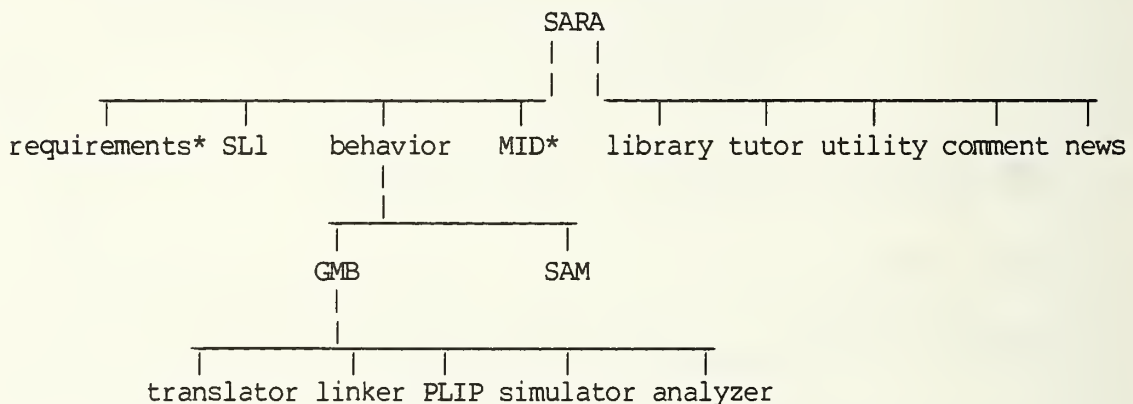 SARA
requirements* SL1 behavior MID* library tutor utility comment news
GMB SAM
translator linker PLIP simulator analyzer